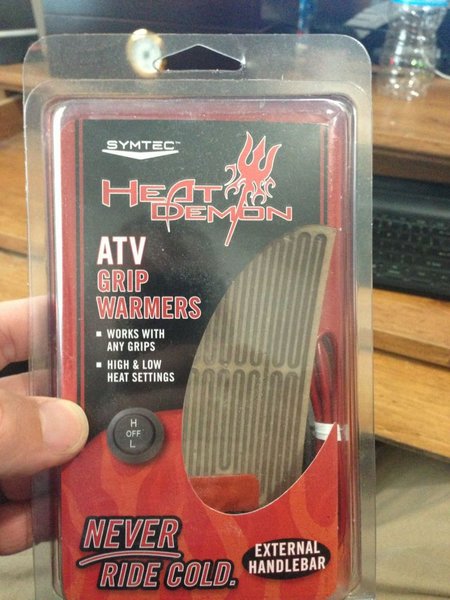 SYMTEC™
HEAT
DEMON
ATV
GRIP
WARMERS
▪ WORKS WITH
ANY GRIPS
▪ HIGH & LOW
HEAT SETTINGS
H
OFF
L
NEVER
RIDE COLD.
EXTERNAL
HANDLEBAR